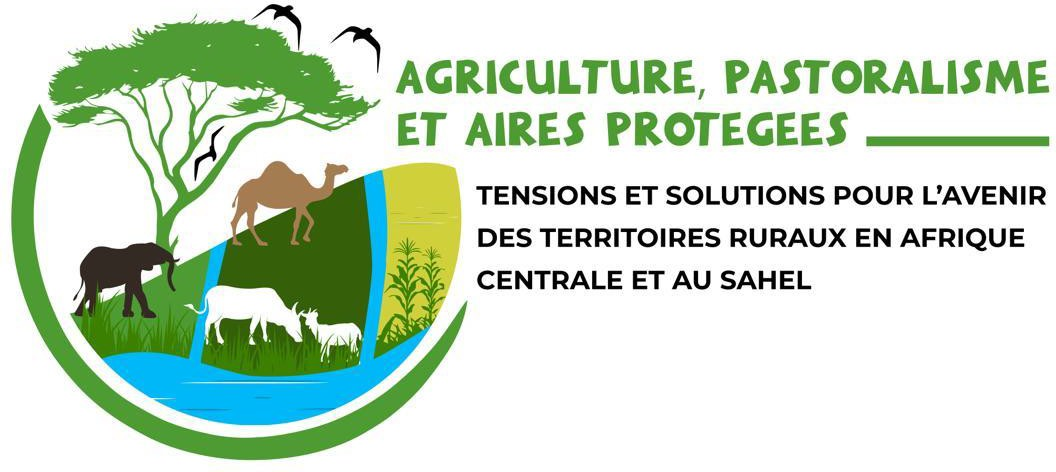 AGRICULTURE, PASTORALISME
ET AIRES PROTEGEES
TENSIONS ET SOLUTIONS POUR L’AVENIR
DES TERRITOIRES RURAUX EN AFRIQUE
CENTRALE ET AU SAHEL